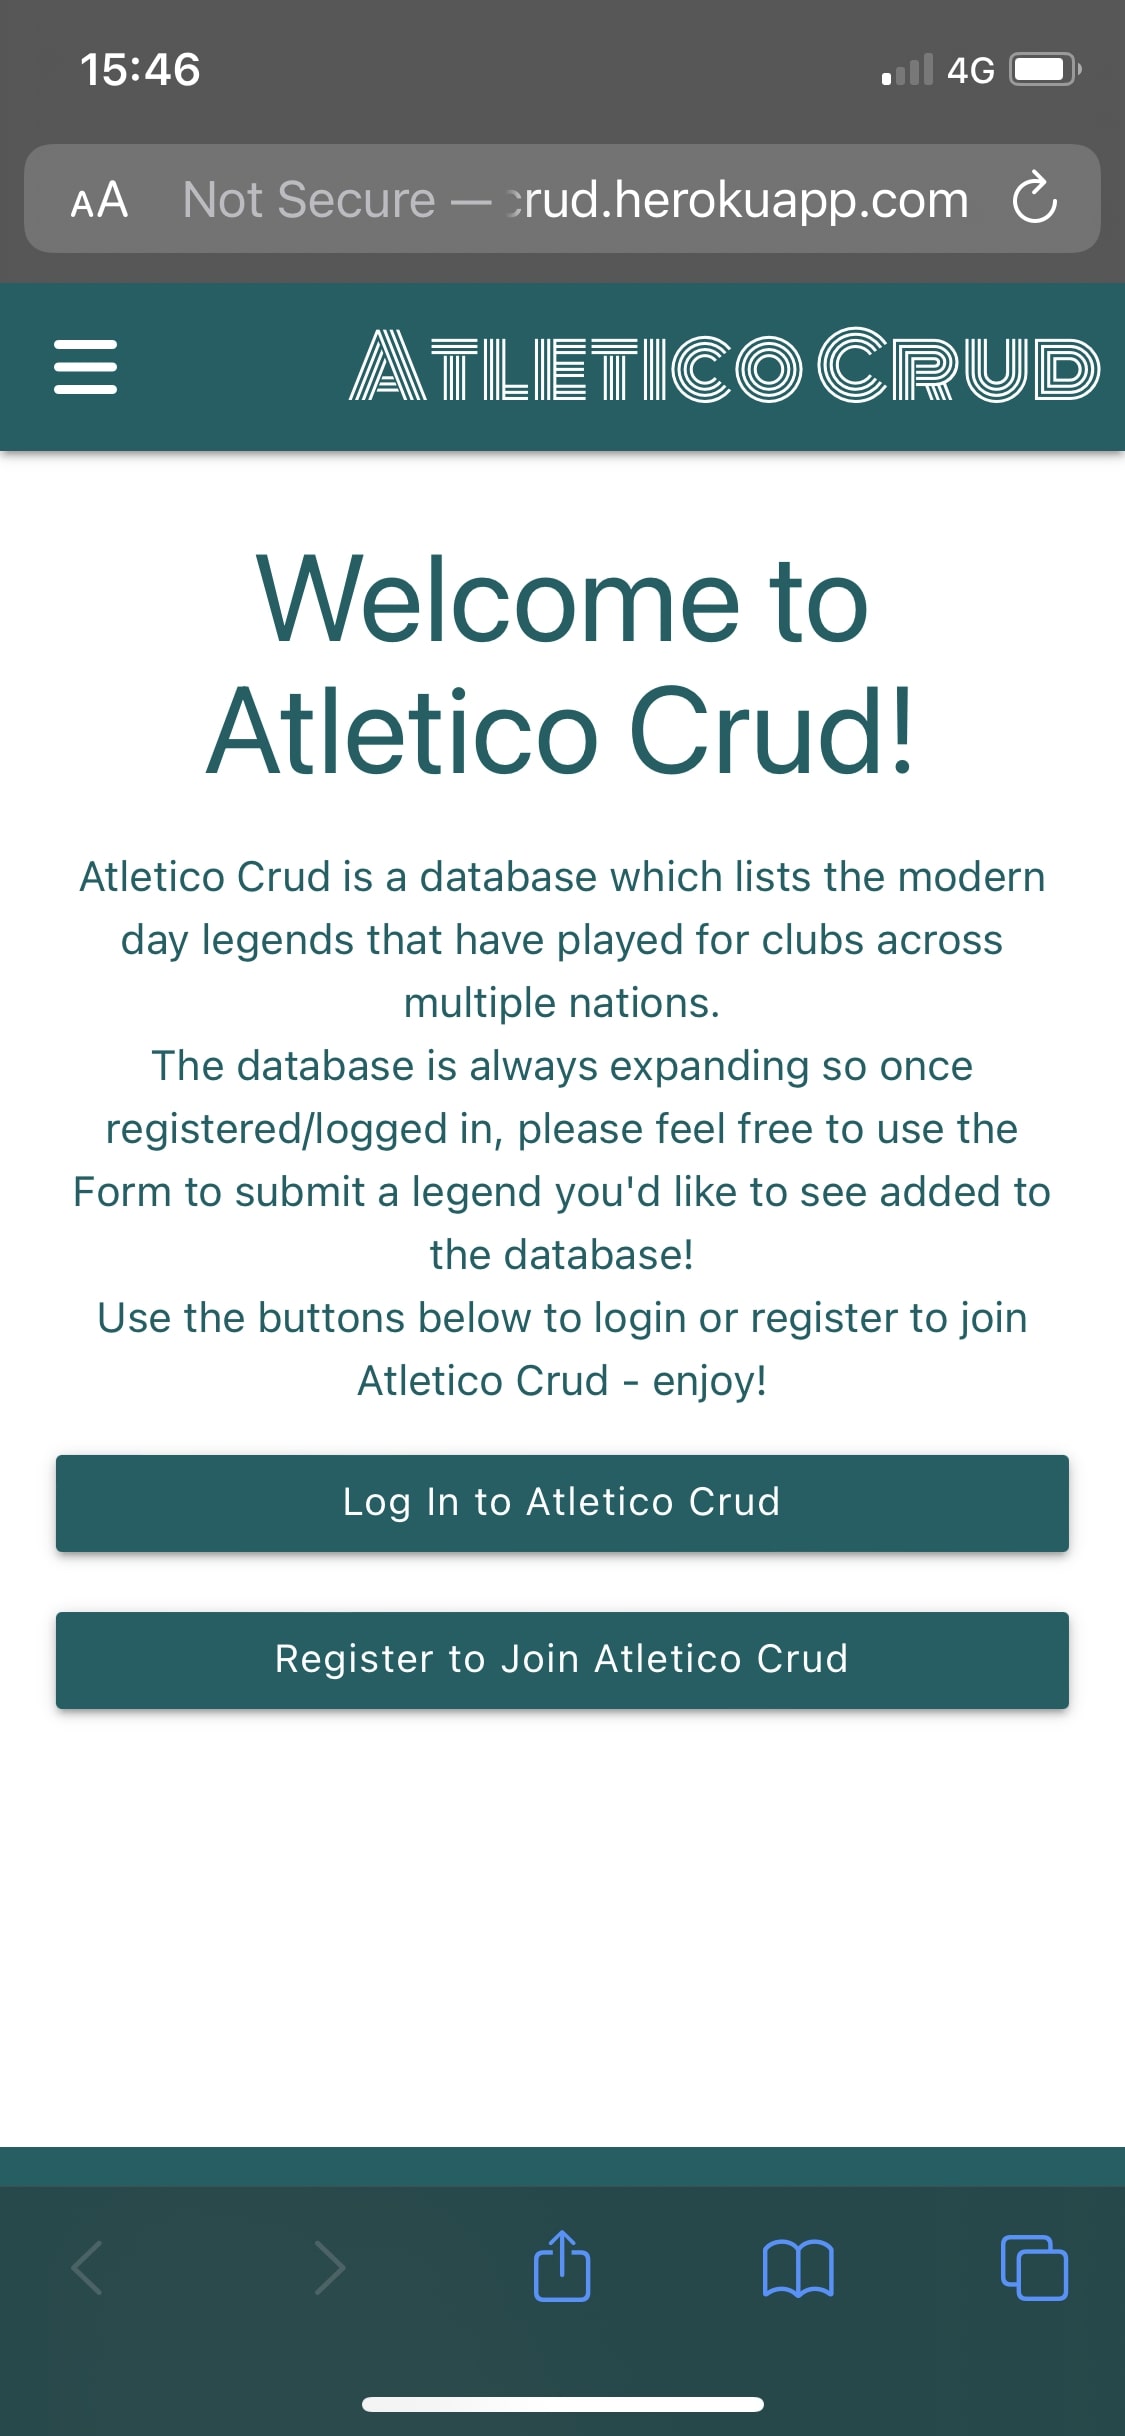 15:46
4G
AA Not Secure — crud.herokuapp.com
ATLETICO CRUD
Welcome to
Atletico Crud!
Atletico Crud is a database which lists the modern
day legends that have played for clubs across
multiple nations.
The database is always expanding so once
registered/logged in, please feel free to use the
Form to submit a legend you'd like to see added to
the database!
Use the buttons below to login or register to join
Atletico Crud - enjoy!
Log In to Atletico Crud
Register to Join Atletico Crud